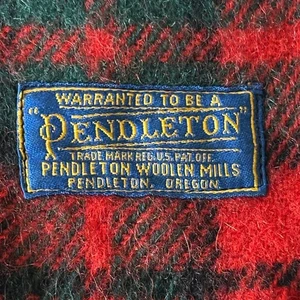 WARRANTED TO BE A
"PENDLETON"
TRADE MARK REG. U.S. PAT. OFF.
PENDLETON WOOLEN MILLS
PENDLETON, OREGON.